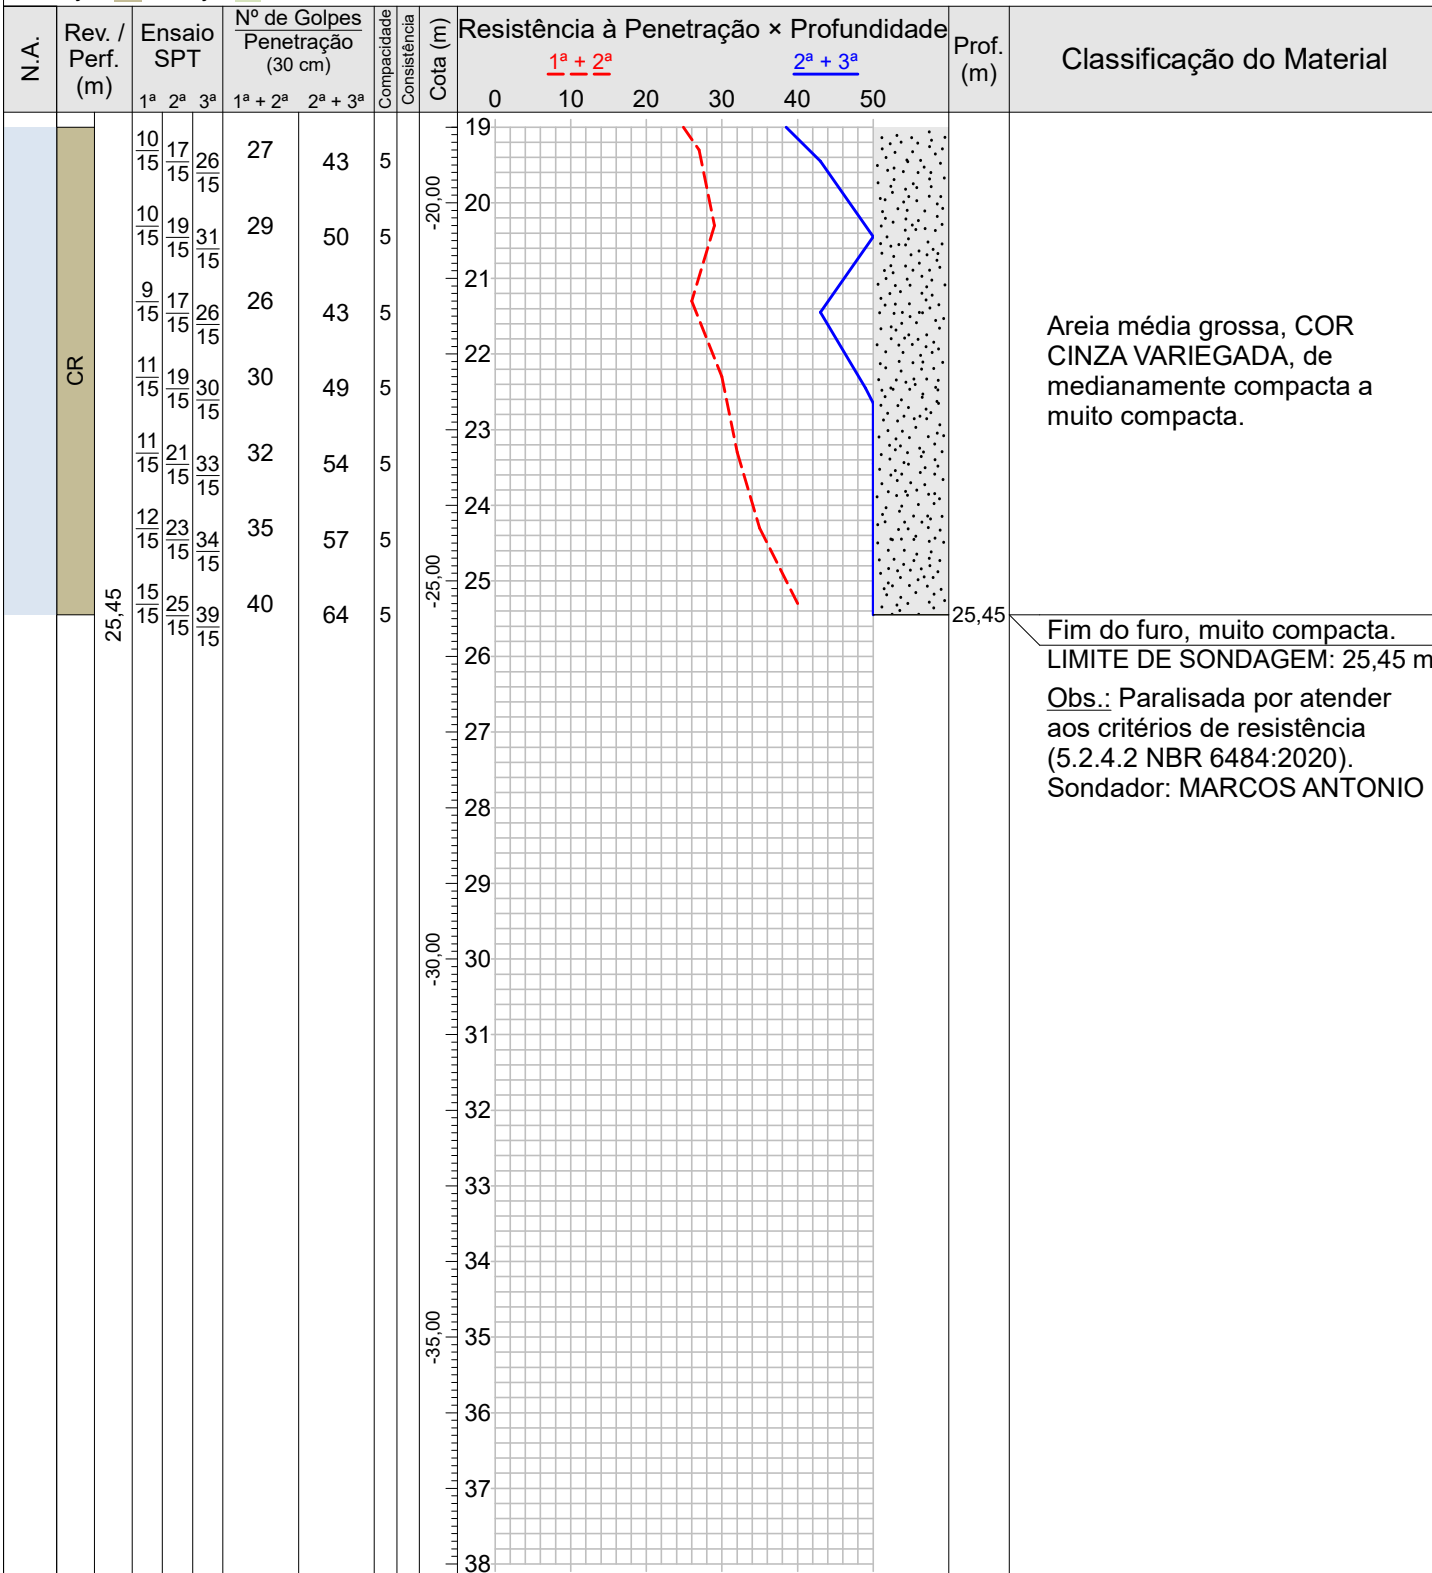 N.A.
Rev. /
Perf.
(m)
Ensaio
SPT
1ª 2ª 3ª
Nº de Golpes
Penetração
(30 cm)
1ª + 2ª 2ª + 3ª
Compacidade
Consistência
Cota (m)
Resistência à Penetração × Profundidade
1ª + 2ª 2ª + 3ª
0 10 20 30 40 50
Prof.
(m)
Classificação do Material
CR
25,45
10/15 17/15 26/15 27 43 5
10/15 19/15 31/15 29 50 5
9/15 17/15 26/15 26 43 5
11/15 19/15 30/15 30 49 5
11/15 21/15 33/15 32 54 5
12/15 23/15 34/15 35 57 5
15/15 25/15 39/15 40 64 5
-20,00
-25,00
-30,00
-35,00
19
20
21
22
23
24
25
26
27
28
29
30
31
32
33
34
35
36
37
38
25,45
Areia média grossa, COR
CINZA VARIEGADA, de
medianamente compacta a
muito compacta.
Fim do furo, muito compacta.
LIMITE DE SONDAGEM: 25,45 m
Obs.: Paralisada por atender
aos critérios de resistência
(5.2.4.2 NBR 6484:2020).
Sondador: MARCOS ANTONIO